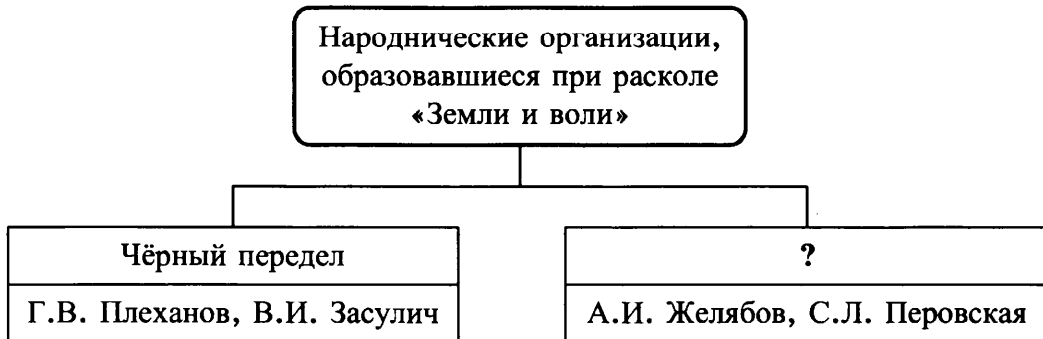 Народнические организации,
образовавшиеся при расколе
«Земли и воли»
Чёрный передел
?
Г.В. Плеханов, В.И. Засулич
А.И. Желябов, С.Л. Перовская